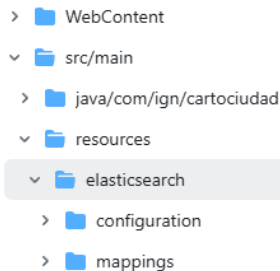 WebContent
src/main
java/com/ign/cartociudad
resources
elasticsearch
configuration
mappings